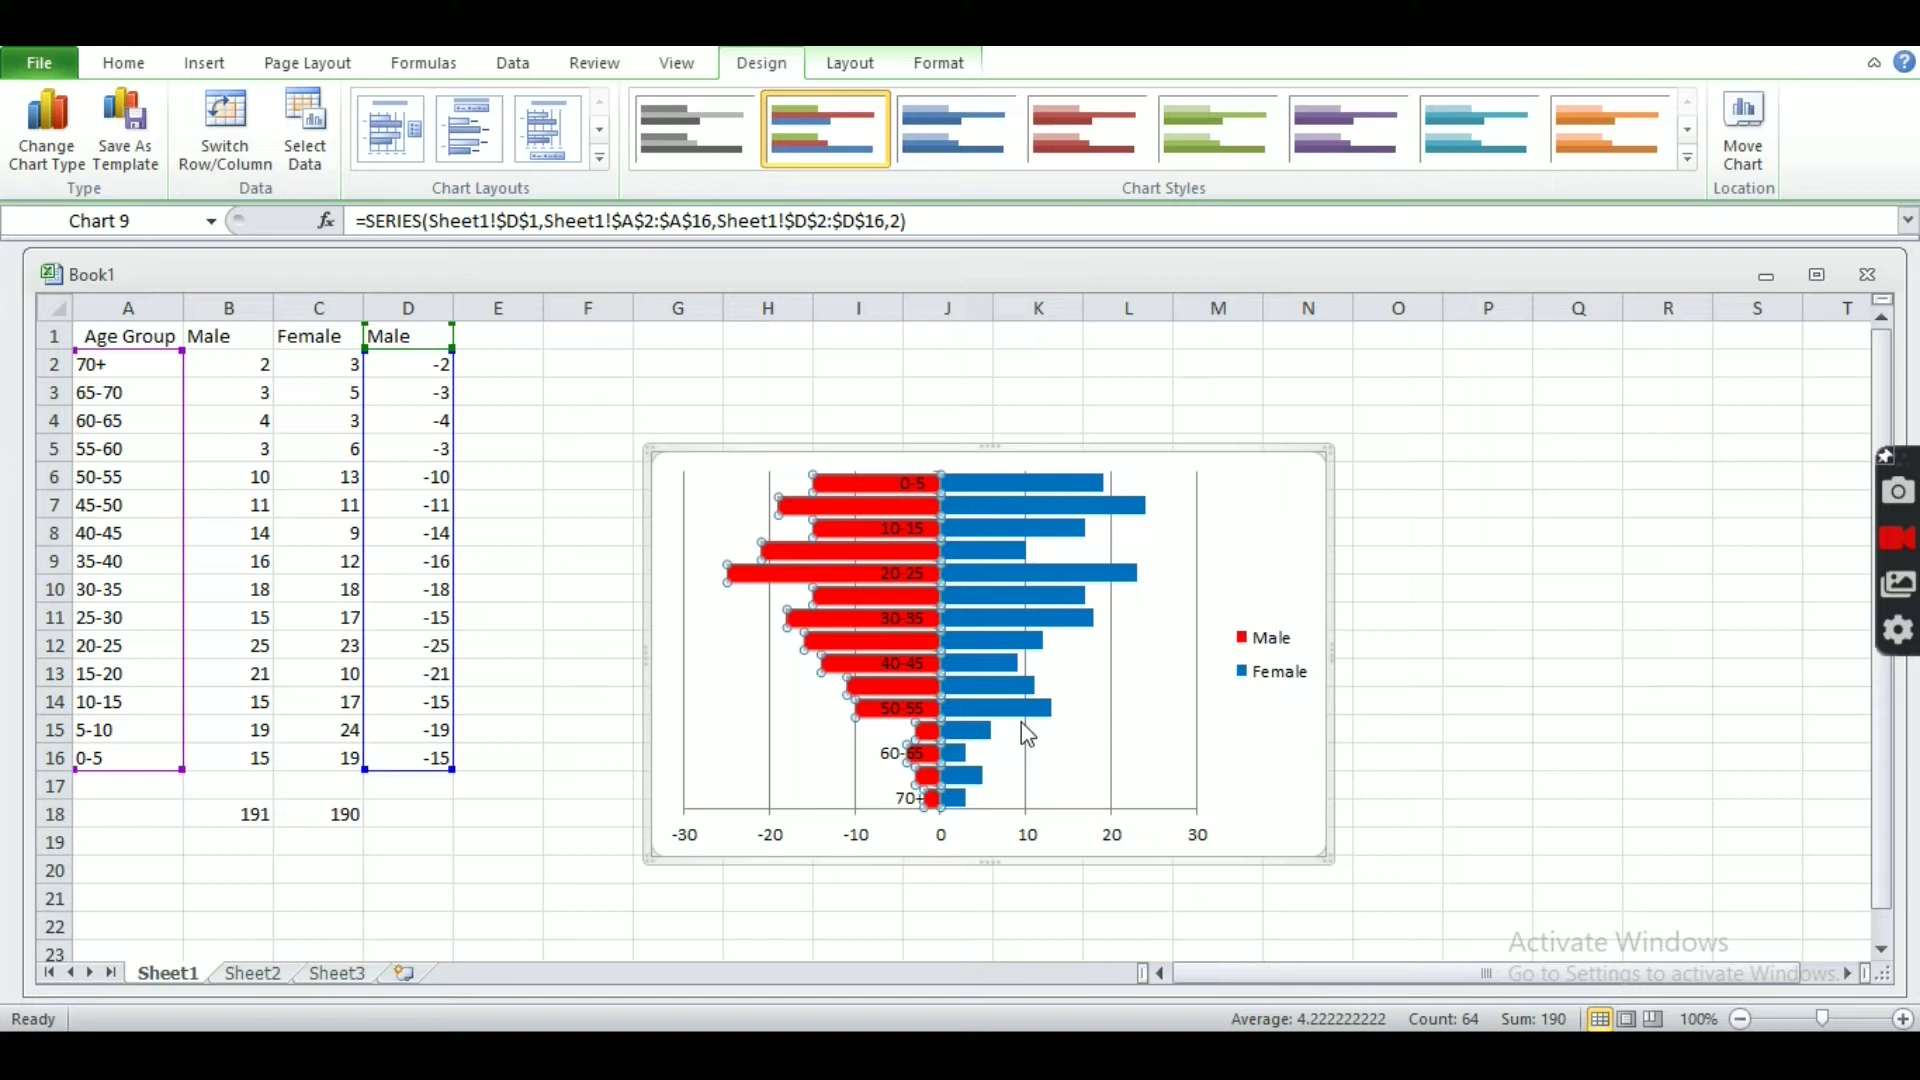 File Home Insert Page Layout Formulas Data Review View Design Layout Format
Change Chart Type
Save As Template
Switch Row/Column
Select Data
Move Chart
Type Data Chart Layouts Chart Styles Location
Chart 9 fx =SERIES(Sheet1!$D$1,Sheet1!$A$2:$A$16,Sheet1!$D$2:$D$16,2)
Book1
A B C D E F G H I J K L M N O P Q R S T
1 Age Group Male Female Male
2 70+ 2 3 -2
3 65-70 3 5 -3
4 60-65 4 3 -4
5 55-60 3 6 -3
6 50-55 10 13 -10
7 45-50 11 11 -11
8 40-45 14 9 -14
9 35-40 16 12 -16
10 30-35 18 18 -18
11 25-30 15 17 -15
12 20-25 25 23 -25
13 15-20 21 10 -21
14 10-15 15 17 -15
15 5-10 19 24 -19
16 0-5 15 19 -15
17
18 191 190
19
20
21
22
23
0-5
10-15
20-25
30-35
40-45
50-55
60-65
70+
-30 -20 -10 0 10 20 30
Male
Female
Activate Windows
Go to Settings to activate Windows.
Sheet1 Sheet2 Sheet3
Ready Average: 4.222222222 Count: 64 Sum: 190 100%